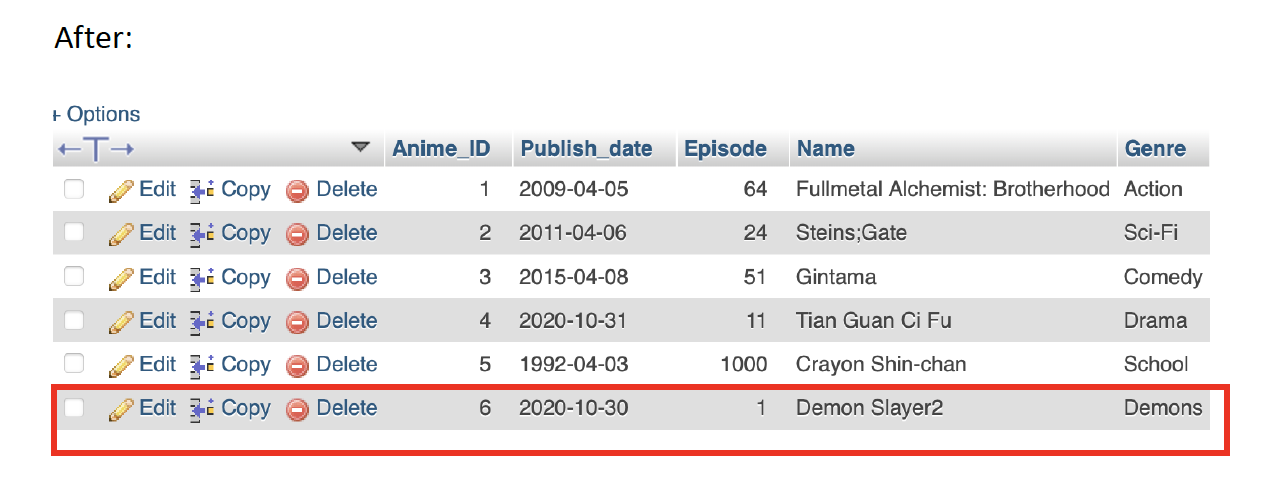 After:
+ Options
←T→ ▼ Anime_ID Publish_date Episode Name Genre
Edit Copy Delete 1 2009-04-05 64 Fullmetal Alchemist: Brotherhood Action
Edit Copy Delete 2 2011-04-06 24 Steins;Gate Sci-Fi
Edit Copy Delete 3 2015-04-08 51 Gintama Comedy
Edit Copy Delete 4 2020-10-31 11 Tian Guan Ci Fu Drama
Edit Copy Delete 5 1992-04-03 1000 Crayon Shin-chan School
Edit Copy Delete 6 2020-10-30 1 Demon Slayer2 Demons